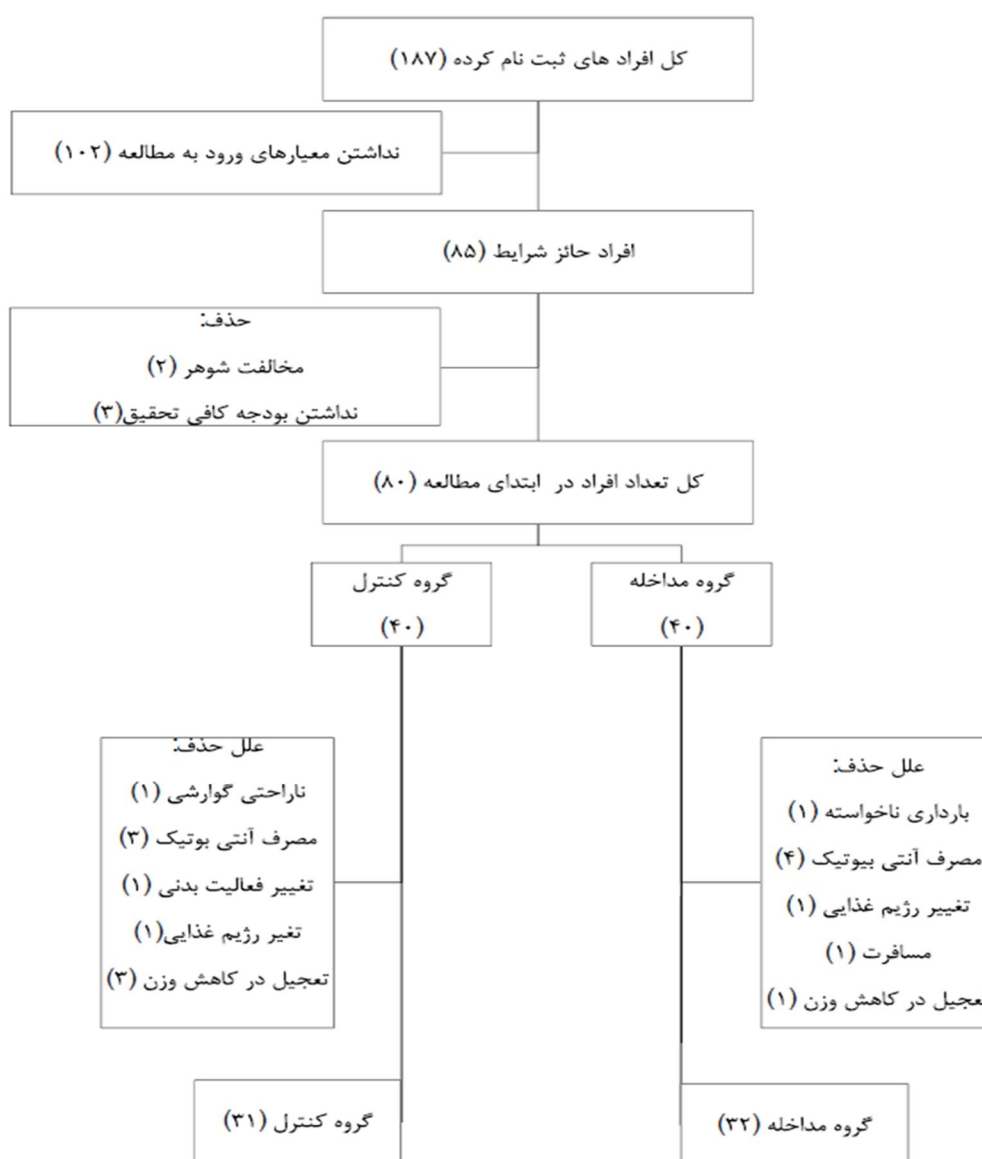 کل افراد های ثبت نام کرده (۱۸۷)
نداشتن معیارهای ورود به مطالعه (۱۰۲)
افراد حائز شرایط (۸۵)
حذف:
مخالفت شوهر (۲)
نداشتن بودجه کافی تحقیق(۳)
کل تعداد افراد در ابتدای مطالعه (۸۰)
گروه مداخله
(۴۰)
گروه کنترل
(۴۰)
علل حذف:
بارداری ناخواسته (۱)
مصرف آنتی بیوتیک (۴)
تغییر رژیم غذایی (۱)
مسافرت (۱)
تعجیل در کاهش وزن (۱)
علل حذف:
ناراحتی گوارشی (۱)
مصرف آنتی بوتیک (۳)
تغییر فعالیت بدنی (۱)
تغیر رژیم غذایی(۱)
تعجیل در کاهش وزن (۳)
گروه مداخله (۳۲)
گروه کنترل (۳۱)